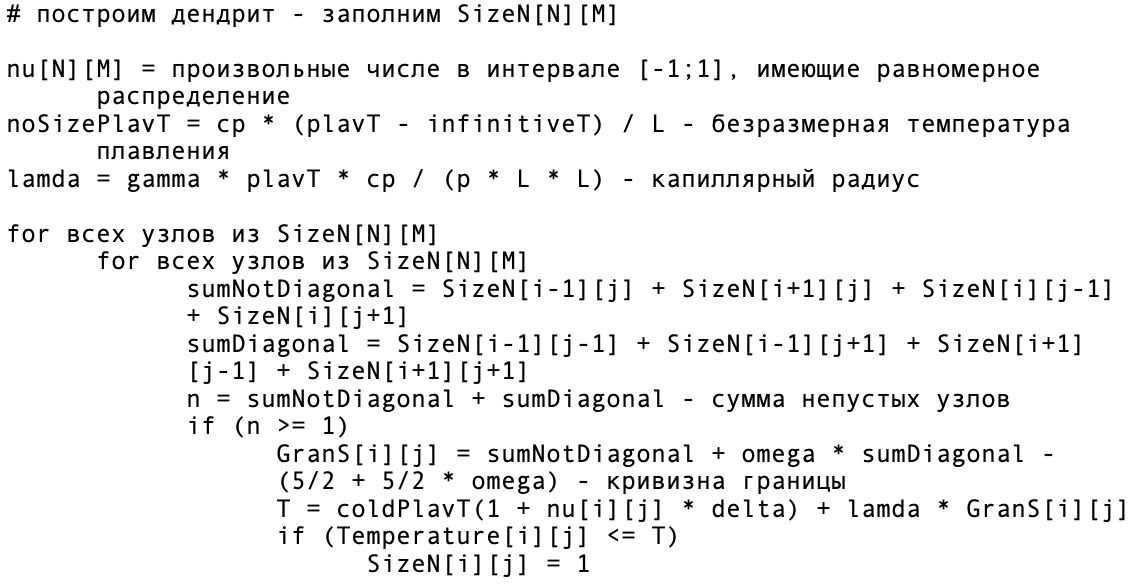 # построим дендрит - заполним SizeN[N][M]
nu[N][M] = произвольные числе в интервале [-1;1], имеющие равномерное
распределение
noSizePlavT = cp * (plavT - infinitiveT) / L - безразмерная температура
плавления
lamda = gamma * plavT * cp / (p * L * L) - капиллярный радиус
for всех узлов из SizeN[N][M]
for всех узлов из SizeN[N][M]
sumNotDiagonal = SizeN[i-1][j] + SizeN[i+1][j] + SizeN[i][j-1]
+ SizeN[i][j+1]
sumDiagonal = SizeN[i-1][j-1] + SizeN[i-1][j+1] + SizeN[i+1]
[j-1] + SizeN[i+1][j+1]
n = sumNotDiagonal + sumDiagonal - сумма непустых узлов
if (n >= 1)
GranS[i][j] = sumNotDiagonal + omega * sumDiagonal -
(5/2 + 5/2 * omega) - кривизна границы
T = coldPlavT(1 + nu[i][j] * delta) + lamda * GranS[i][j]
if (Temperature[i][j] <= T)
SizeN[i][j] = 1